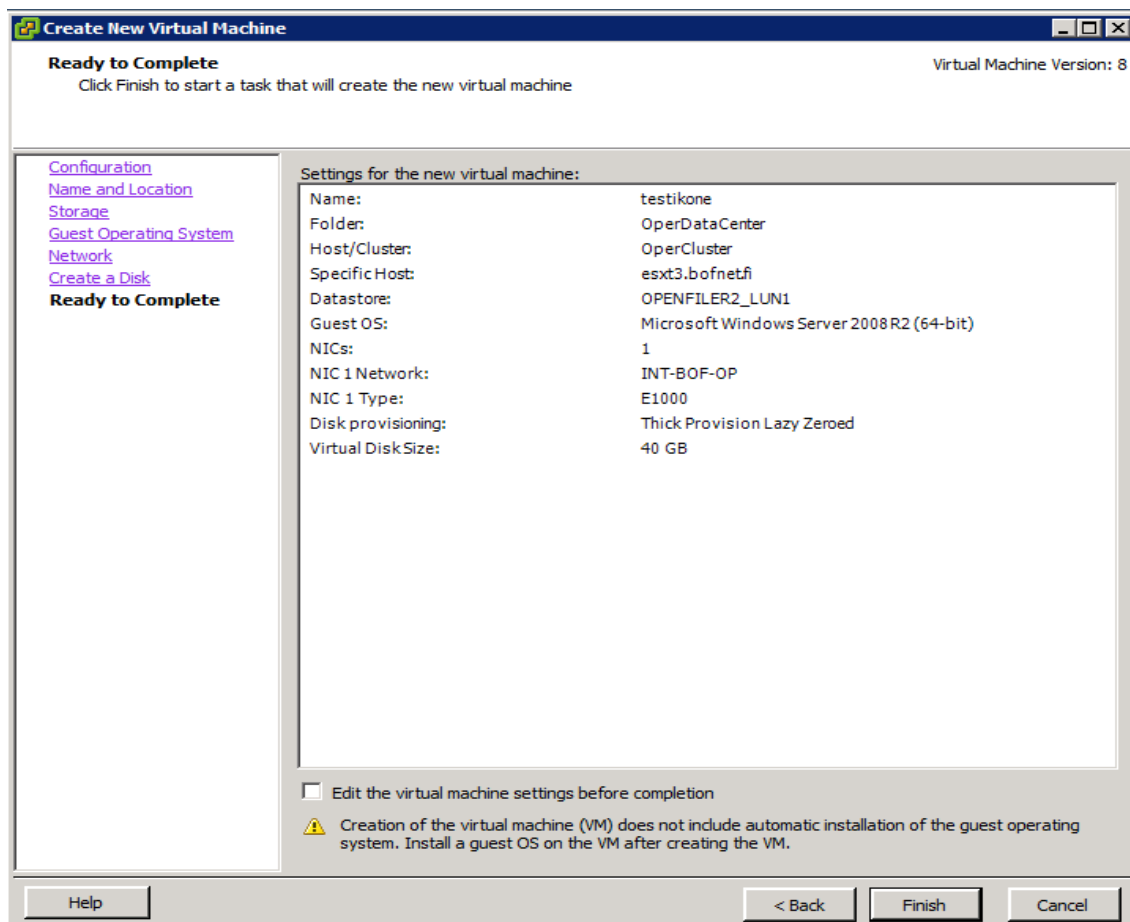 Create New Virtual Machine
Ready to Complete
Click Finish to start a task that will create the new virtual machine
Virtual Machine Version: 8
Configuration
Name and Location
Storage
Guest Operating System
Network
Create a Disk
Ready to Complete
Settings for the new virtual machine:
Name: testikone
Folder: OperDataCenter
Host/Cluster: OperCluster
Specific Host: esxt3.bofnet.fi
Datastore: OPENFILER2_LUN1
Guest OS: Microsoft Windows Server 2008 R2 (64-bit)
NICs: 1
NIC 1 Network: INT-BOF-OP
NIC 1 Type: E1000
Disk provisioning: Thick Provision Lazy Zeroed
Virtual Disk Size: 40 GB
Edit the virtual machine settings before completion
Creation of the virtual machine (VM) does not include automatic installation of the guest operating
system. Install a guest OS on the VM after creating the VM.
Help
< Back
Finish
Cancel